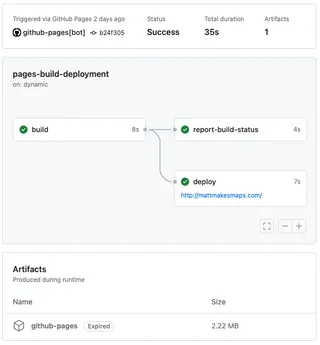 Triggered via GitHub Pages 2 days ago
Status
Total duration
Artifacts
github-pages[bot] b24f305
Success
35s
1
pages-build-deployment
on: dynamic
build 8s
report-build-status 4s
deploy 7s
http://mattmakesmaps.com/
Artifacts
Produced during runtime
Name Size
github-pages Expired 2.22 MB